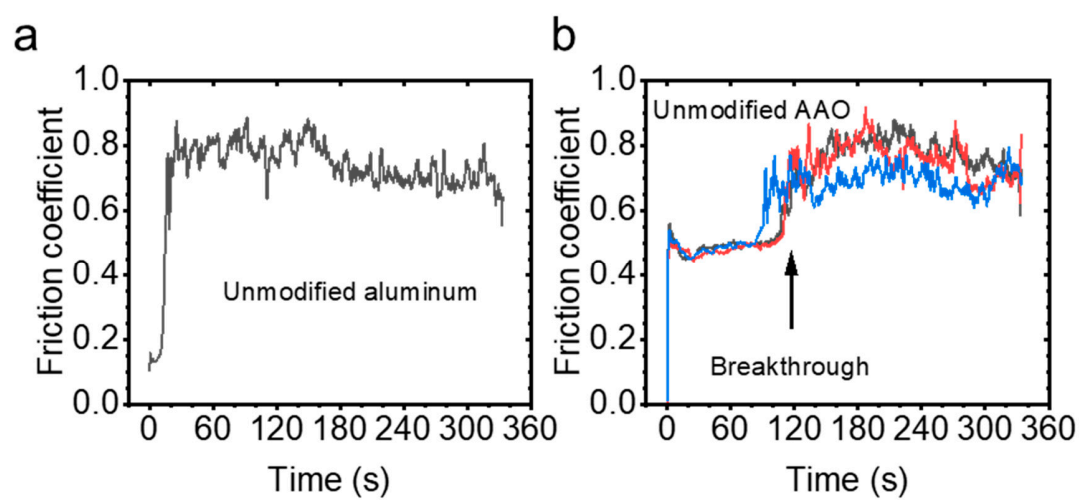 a
1.0
0.8
0.6
0.4
0.2
0.0
Friction coefficient
Unmodified aluminum
0 60 120 180 240 300 360
Time (s)
b
1.0
0.8
0.6
0.4
0.2
0.0
Friction coefficient
Unmodified AAO
Breakthrough
0 60 120 180 240 300 360
Time (s)